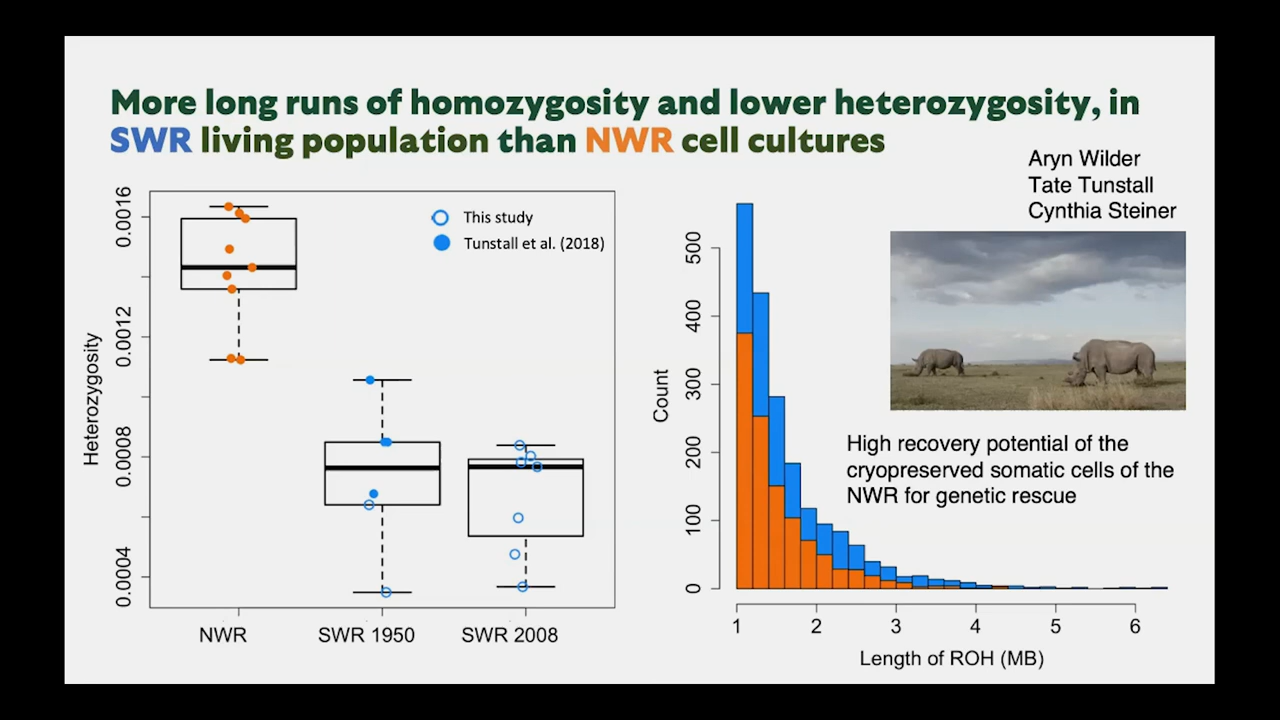 More long runs of homozygosity and lower heterozygosity, in
SWR living population than NWR cell cultures
Aryn Wilder
Tate Tunstall
Cynthia Steiner
Heterozygosity
0.0016
0.0012
0.0008
0.0004
This study
Tunstall et al. (2018)
NWR
SWR 1950
SWR 2008
Count
500
400
300
200
100
0
1
2
3
4
5
6
Length of ROH (MB)
High recovery potential of the
cryopreserved somatic cells of the
NWR for genetic rescue